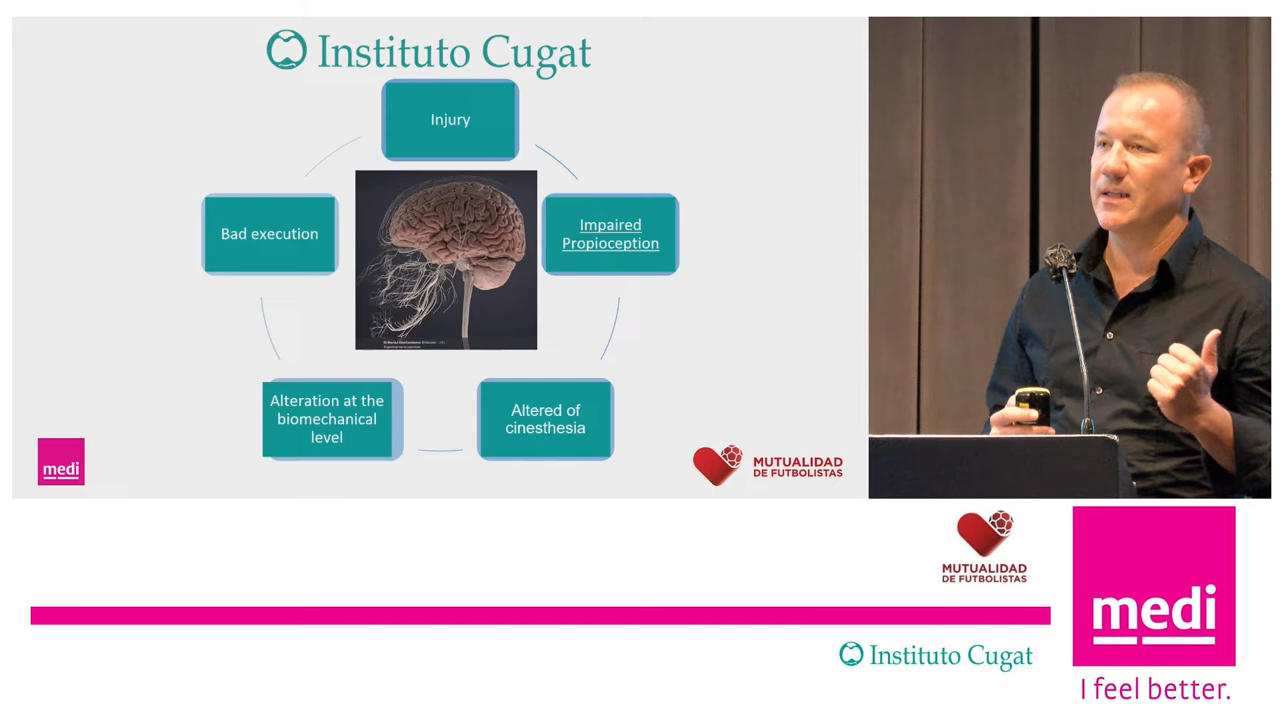 Instituto Cugat
Injury
Bad execution
Impaired
Propioception
Alteration at the
biomechanical
level
Altered of
cinesthesia
medi
MUTUALIDAD
DE FUTBOLISTAS
MUTUALIDAD
DE FUTBOLISTAS
medi
Instituto Cugat
I feel better.